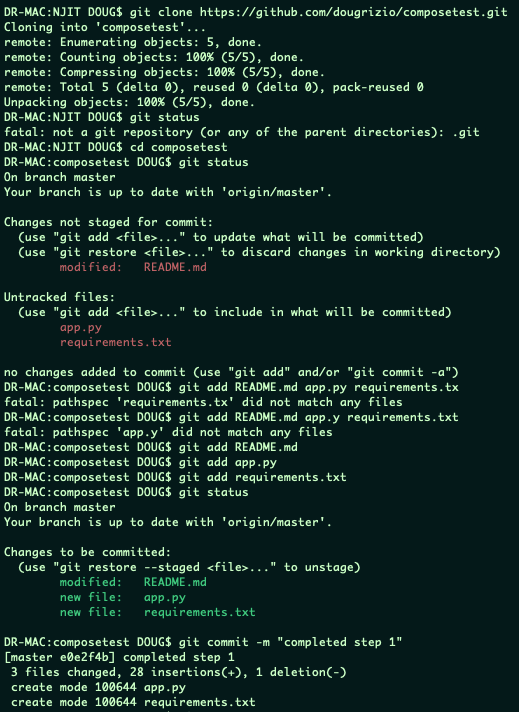 DR-MAC:NJIT DOUG$ git clone https://github.com/dougrizio/composetest.git
Cloning into 'composetest'...
remote: Enumerating objects: 5, done.
remote: Counting objects: 100% (5/5), done.
remote: Compressing objects: 100% (5/5), done.
remote: Total 5 (delta 0), reused 0 (delta 0), pack-reused 0
Unpacking objects: 100% (5/5), done.
DR-MAC:NJIT DOUG$ git status
fatal: not a git repository (or any of the parent directories): .git
DR-MAC:NJIT DOUG$ cd composetest
DR-MAC:composetest DOUG$ git status
On branch master
Your branch is up to date with 'origin/master'.

Changes not staged for commit:
  (use "git add <file>..." to update what will be committed)
  (use "git restore <file>..." to discard changes in working directory)
        modified:   README.md

Untracked files:
  (use "git add <file>..." to include in what will be committed)
        app.py
        requirements.txt

no changes added to commit (use "git add" and/or "git commit -a")
DR-MAC:composetest DOUG$ git add README.md app.py requirements.tx
fatal: pathspec 'requirements.tx' did not match any files
DR-MAC:composetest DOUG$ git add README.md app.y requirements.txt
fatal: pathspec 'app.y' did not match any files
DR-MAC:composetest DOUG$ git add README.md
DR-MAC:composetest DOUG$ git add app.py
DR-MAC:composetest DOUG$ git add requirements.txt
DR-MAC:composetest DOUG$ git status
On branch master
Your branch is up to date with 'origin/master'.

Changes to be committed:
  (use "git restore --staged <file>..." to unstage)
        modified:   README.md
        new file:   app.py
        new file:   requirements.txt

DR-MAC:composetest DOUG$ git commit -m "completed step 1"
[master e0e2f4b] completed step 1
 3 files changed, 28 insertions(+), 1 deletion(-)
 create mode 100644 app.py
 create mode 100644 requirements.txt